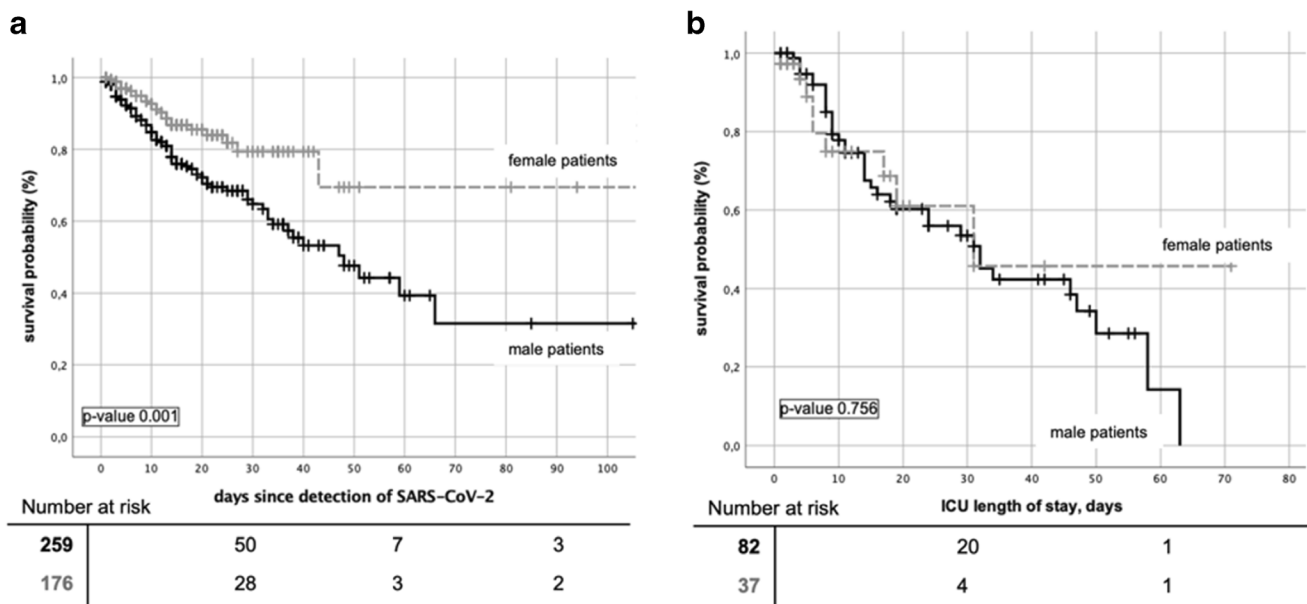 a
survival probability (%)
1,0
0,8
0,6
0,4
0,2
0,0
female patients
male patients
p-value 0.001
0 10 20 30 40 50 60 70 80 90 100
days since detection of SARS-CoV-2
Number at risk
259 50 7 3
176 28 3 2
b
survival probability (%)
1,0
0,8
0,6
0,4
0,2
0,0
female patients
p-value 0.756
male patients
0 10 20 30 40 50 60 70 80
ICU length of stay, days
Number at risk
82 20 1
37 4 1